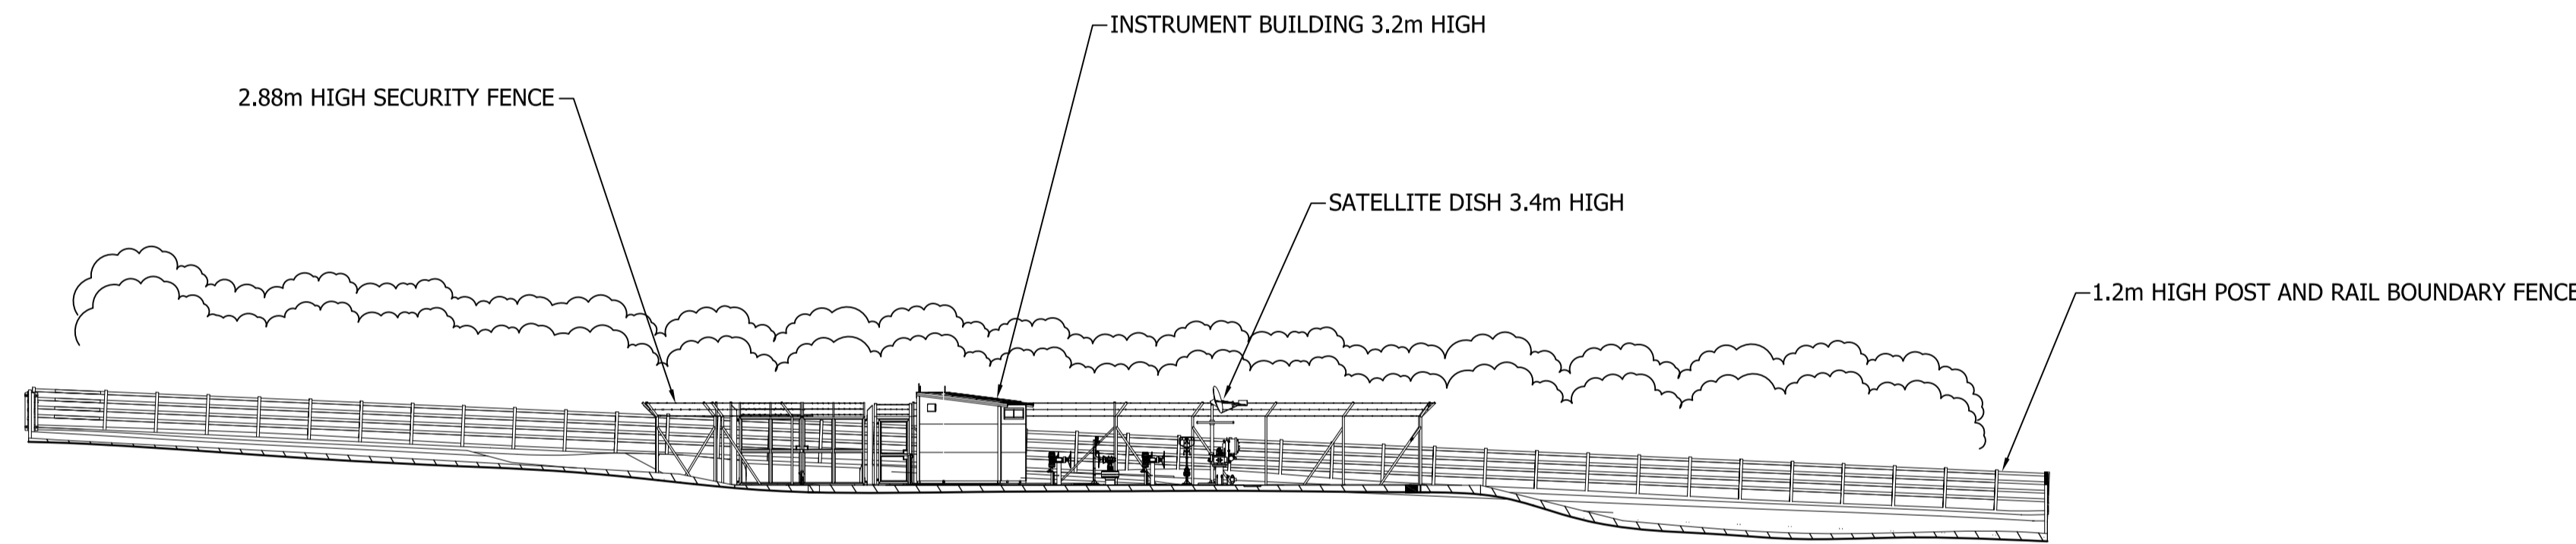 INSTRUMENT BUILDING 3.2m HIGH
2.88m HIGH SECURITY FENCE
SATELLITE DISH 3.4m HIGH
1.2m HIGH POST AND RAIL BOUNDARY FENCE